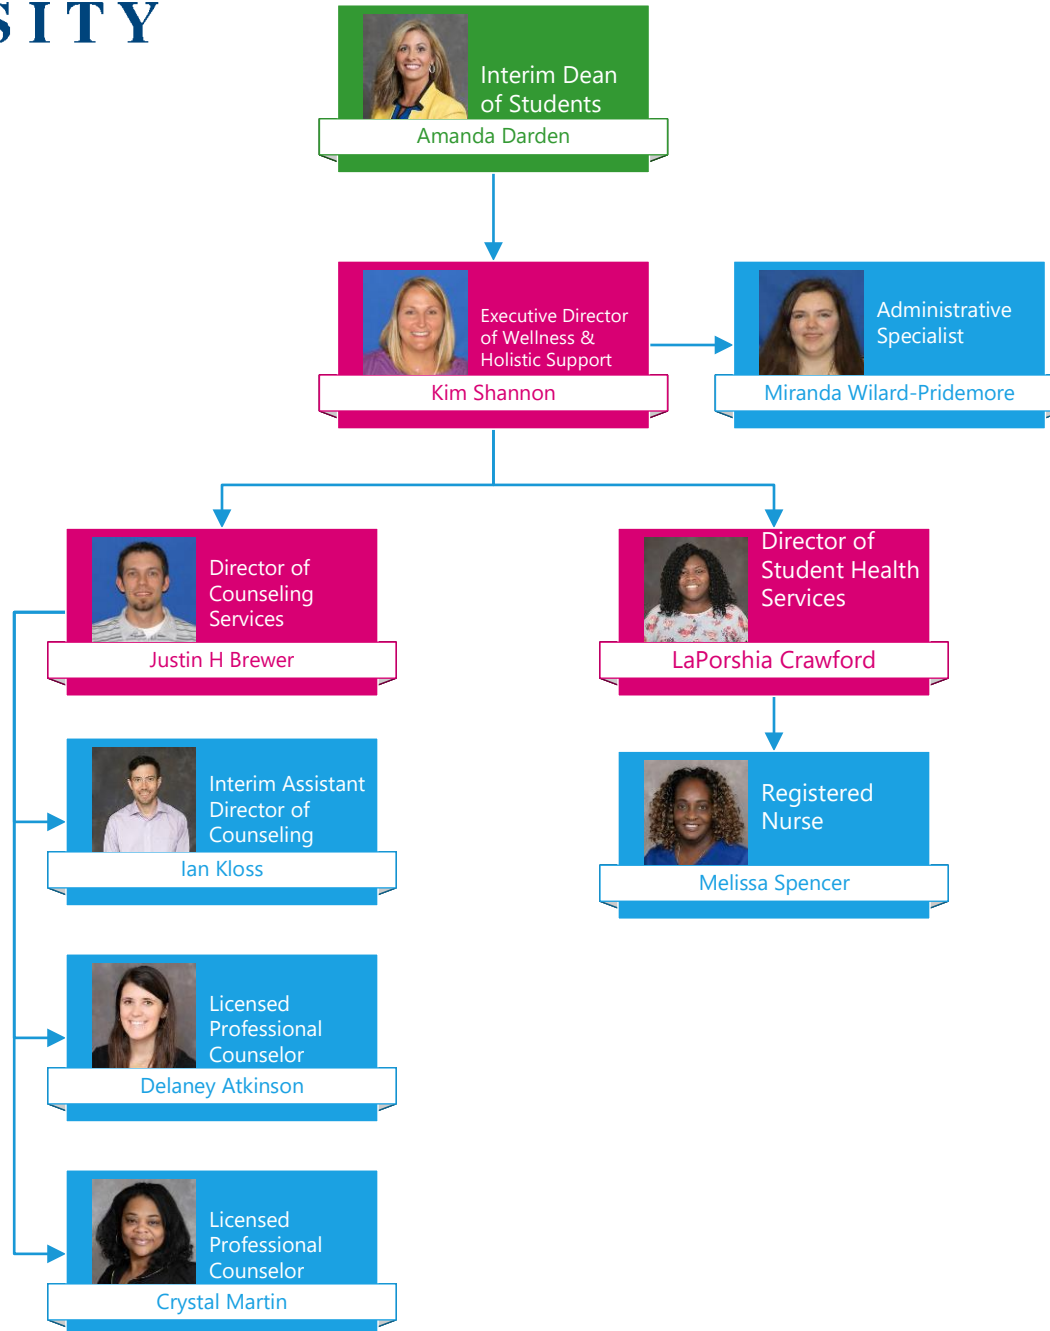 SITY
Interim Dean
of Students
Amanda Darden
Executive Director
of Wellness &
Holistic Support
Kim Shannon
Administrative
Specialist
Miranda Wilard-Pridemore
Director of
Counseling
Services
Justin H Brewer
Director of
Student Health
Services
LaPorshia Crawford
Interim Assistant
Director of
Counseling
Ian Kloss
Registered
Nurse
Melissa Spencer
Licensed
Professional
Counselor
Delaney Atkinson
Licensed
Professional
Counselor
Crystal Martin